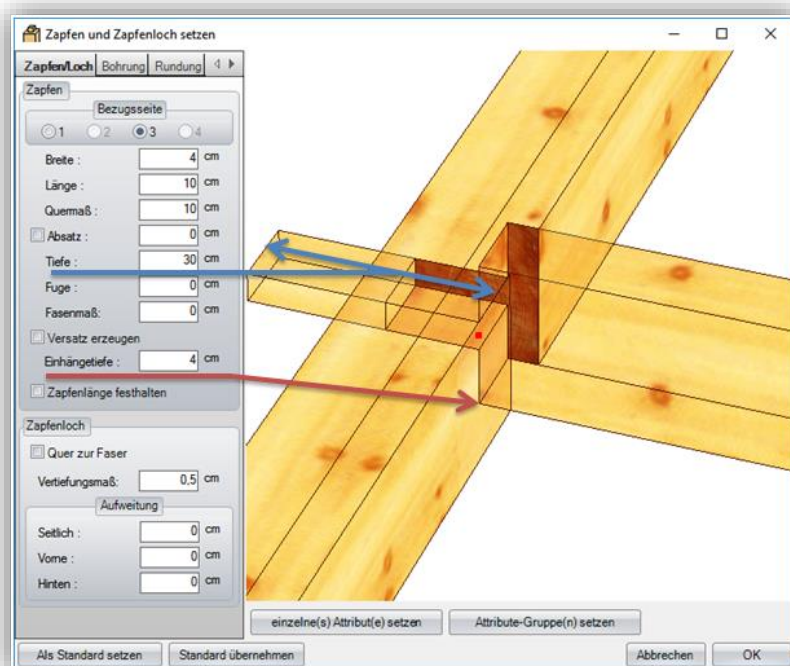 Zapfen und Zapfenloch setzen
Zapfen/Loch Bohrung Rundung
Zapfen
Bezugsseite
1 2 3 4
Breite : 4 cm
Länge : 10 cm
Quermaß : 10 cm
Absatz : 0 cm
Tiefe : 30 cm
Fuge : 0 cm
Fasenmaß: 0 cm
Versatz erzeugen
Einhängetiefe : 4 cm
Zapfenlänge festhalten
Zapfenloch
Quer zur Faser
Vertiefungsmaß: 0,5 cm
Aufweitung
Seitlich : 0 cm
Vorne : 0 cm
Hinten : 0 cm
einzelne(s) Attribut(e) setzen Attribute-Gruppe(n) setzen
Als Standard setzen Standard übernehmen Abbrechen OK